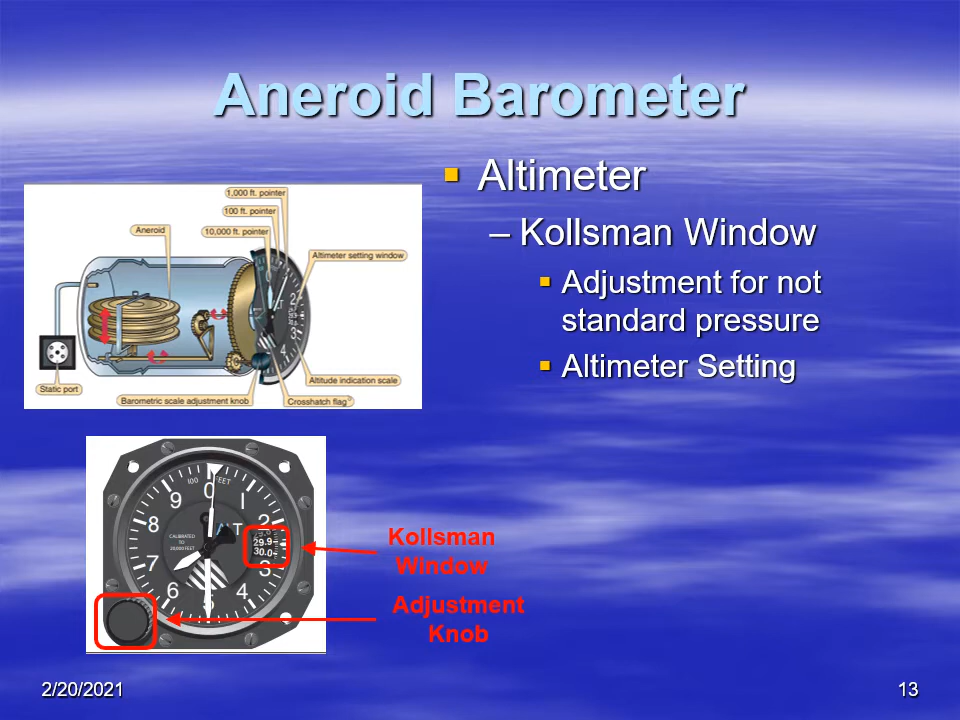 Aneroid Barometer
Altimeter
– Kollsman Window
Adjustment for not
standard pressure
Altimeter Setting
1,000 ft. pointer
100 ft. pointer
10,000 ft. pointer
Aneroid
Altimeter setting window
Altitude indication scale
Static port
Barometric scale adjustment knob
Crosshatch flag
100 FEET
0
9 1
8 2
ALT
CALIBRATED
TO
20,000 FEET
29.9
30.0
7 3
6 4
5
Kollsman
Window
Adjustment
Knob
2/20/2021
13